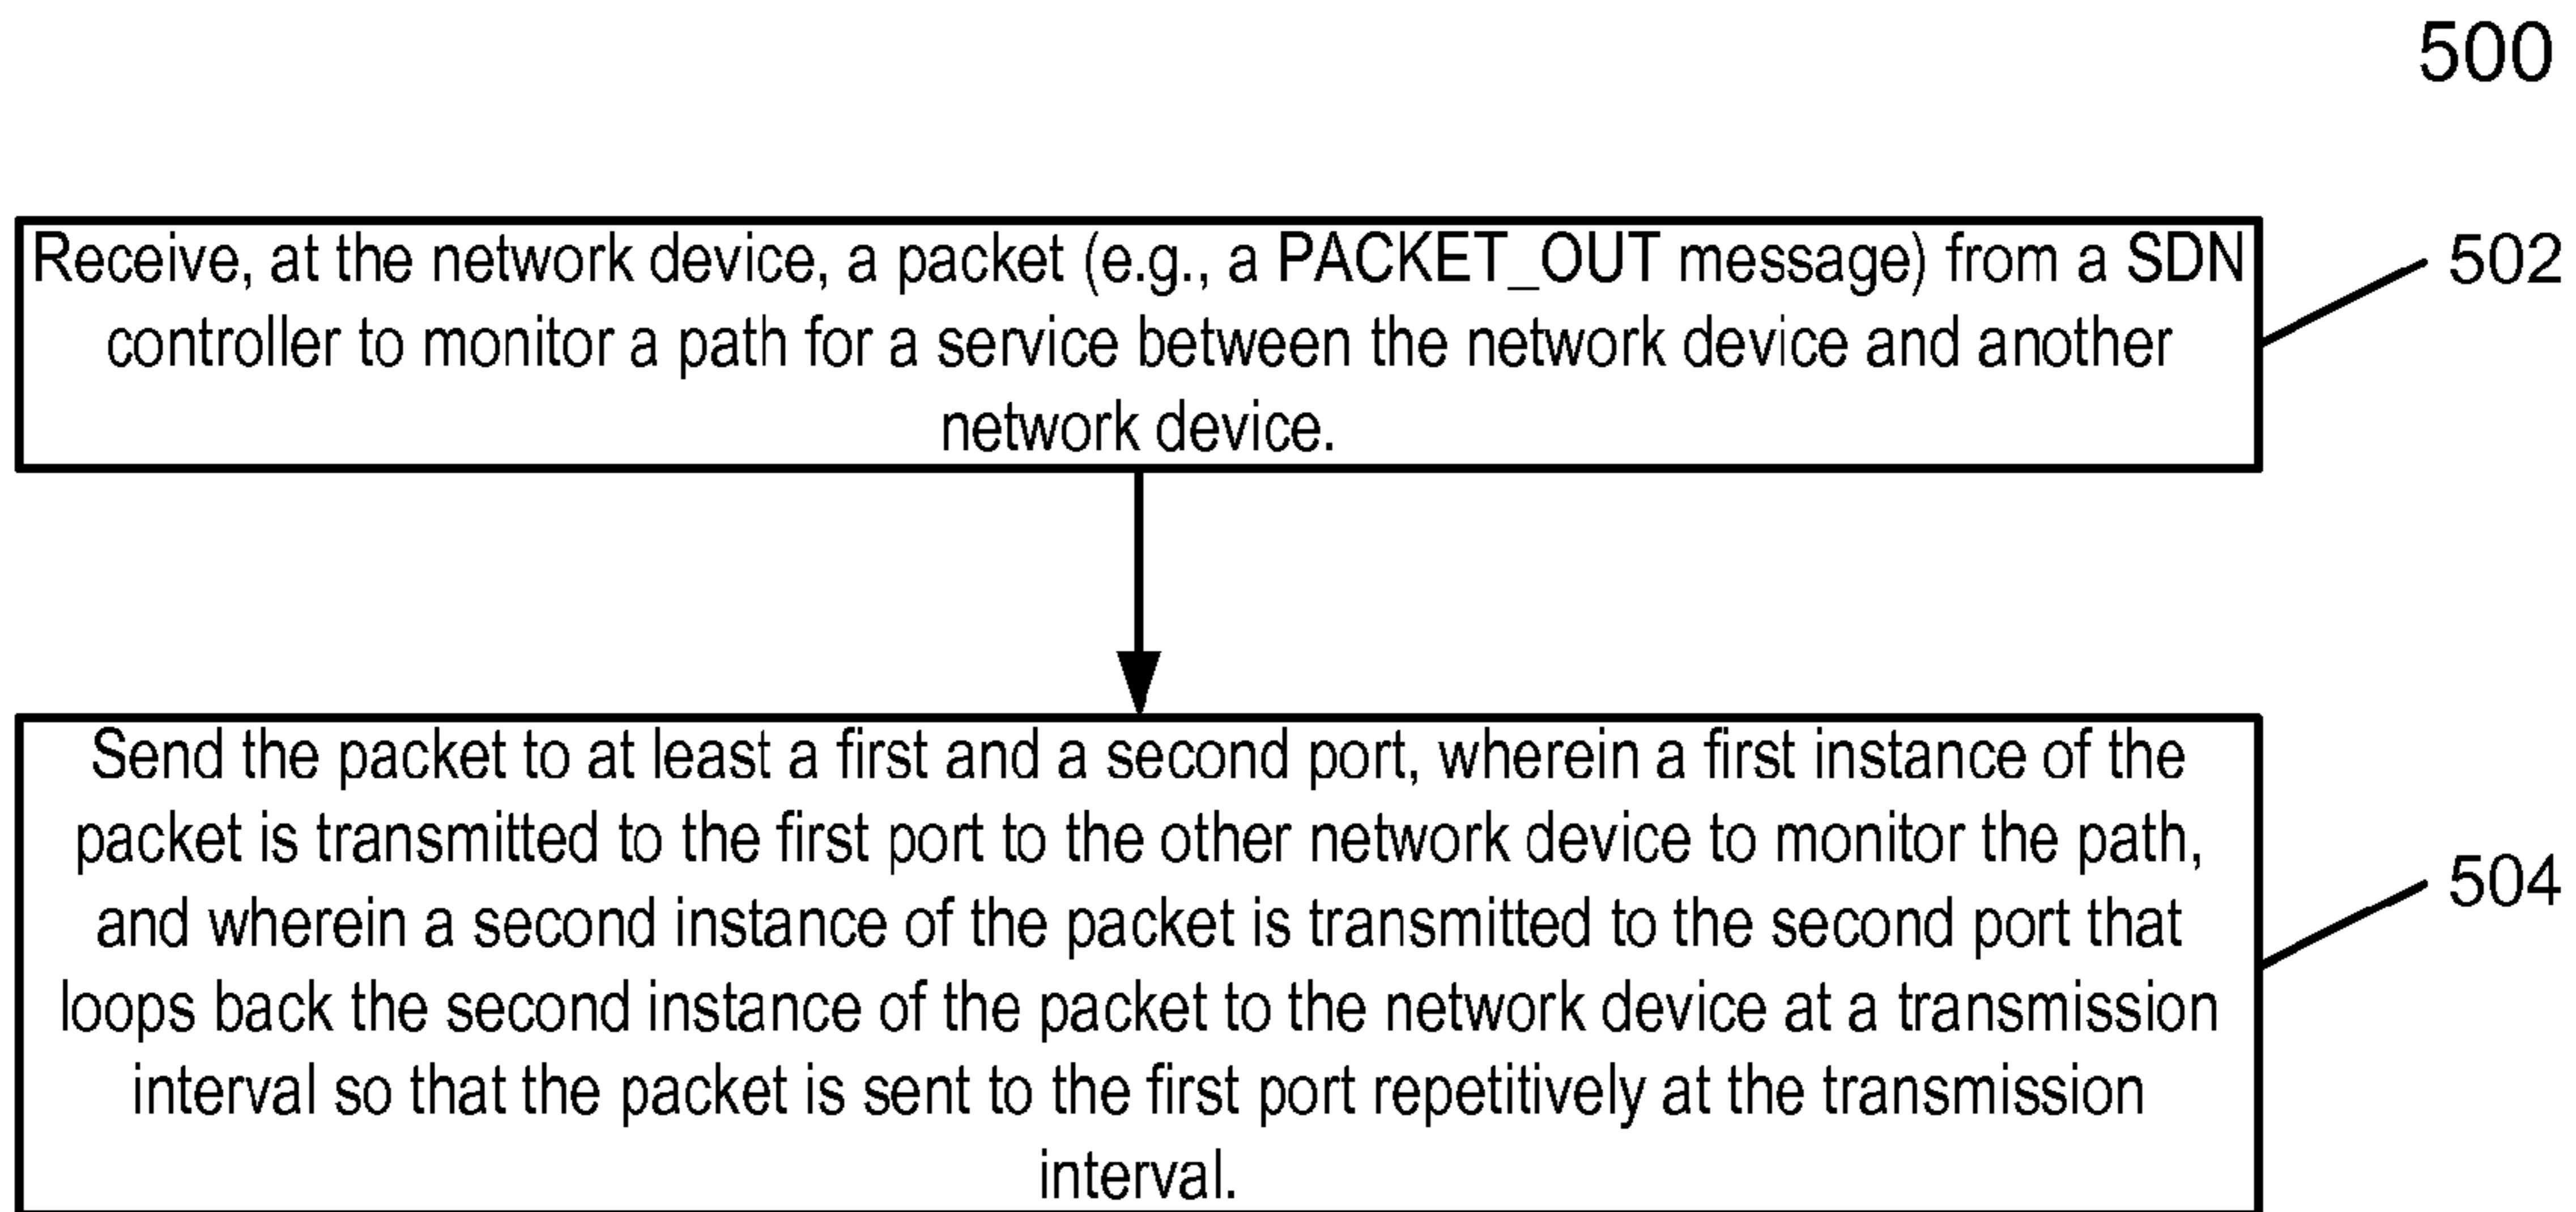 500
Receive, at the network device, a packet (e.g., a PACKET_OUT message) from a SDN
controller to monitor a path for a service between the network device and another
network device.
502
Send the packet to at least a first and a second port, wherein a first instance of the
packet is transmitted to the first port to the other network device to monitor the path,
and wherein a second instance of the packet is transmitted to the second port that
loops back the second instance of the packet to the network device at a transmission
interval so that the packet is sent to the first port repetitively at the transmission
interval.
504